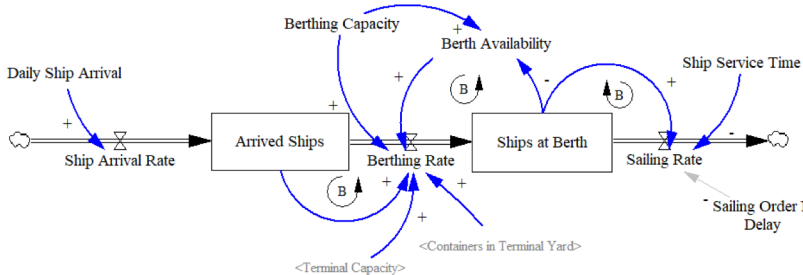 Berthing Capacity
Berth Availability
Daily Ship Arrival
Ship Service Time
+
+
+
+
+
-
B
B
-
Arrived Ships
Ships at Berth
Ship Arrival Rate
Berthing Rate
Sailing Rate
B
+
+
+
-
Sailing Order
Delay
<Containers in Terminal Yard>
<Terminal Capacity>